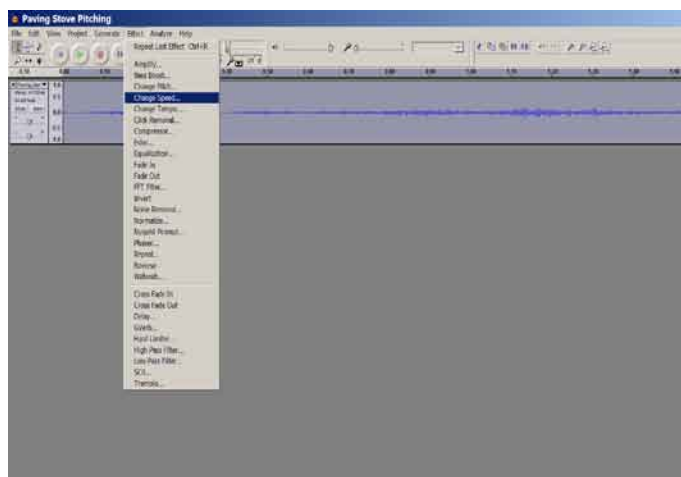 Paving Stove Pitching
File Edit View Project Generate Effect Analyze Help
Repeat Last Effect Ctrl+R
Amplify...
Bass Boost...
Change Pitch...
Change Speed...
Change Tempo...
Click Removal...
Compressor...
Echo...
Equalization...
Fade In
Fade Out
FFT Filter...
Invert
Noise Removal...
Normalize...
Nyquist Prompt...
Phaser...
Repeat...
Reverse
Wahwah...
Cross Fade In
Cross Fade Out
Delay...
GVerb...
Hard Limiter...
High Pass Filter...
Low Pass Filter...
SC4...
Tremolo...